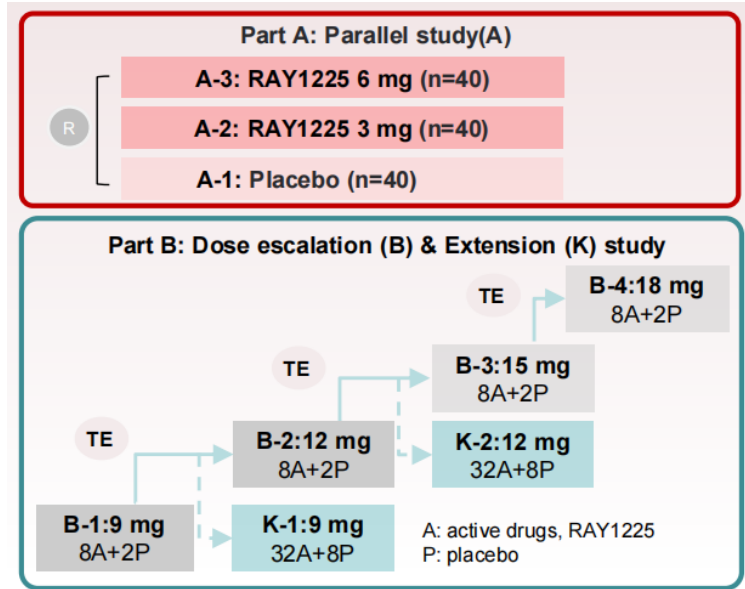 Part A: Parallel study(A)
R
A-3: RAY1225 6 mg (n=40)
A-2: RAY1225 3 mg (n=40)
A-1: Placebo (n=40)
Part B: Dose escalation (B) & Extension (K) study
TE
B-4:18 mg
8A+2P
TE
B-3:15 mg
8A+2P
TE
B-2:12 mg
8A+2P
K-2:12 mg
32A+8P
B-1:9 mg
8A+2P
K-1:9 mg
32A+8P
A: active drugs, RAY1225
P: placebo